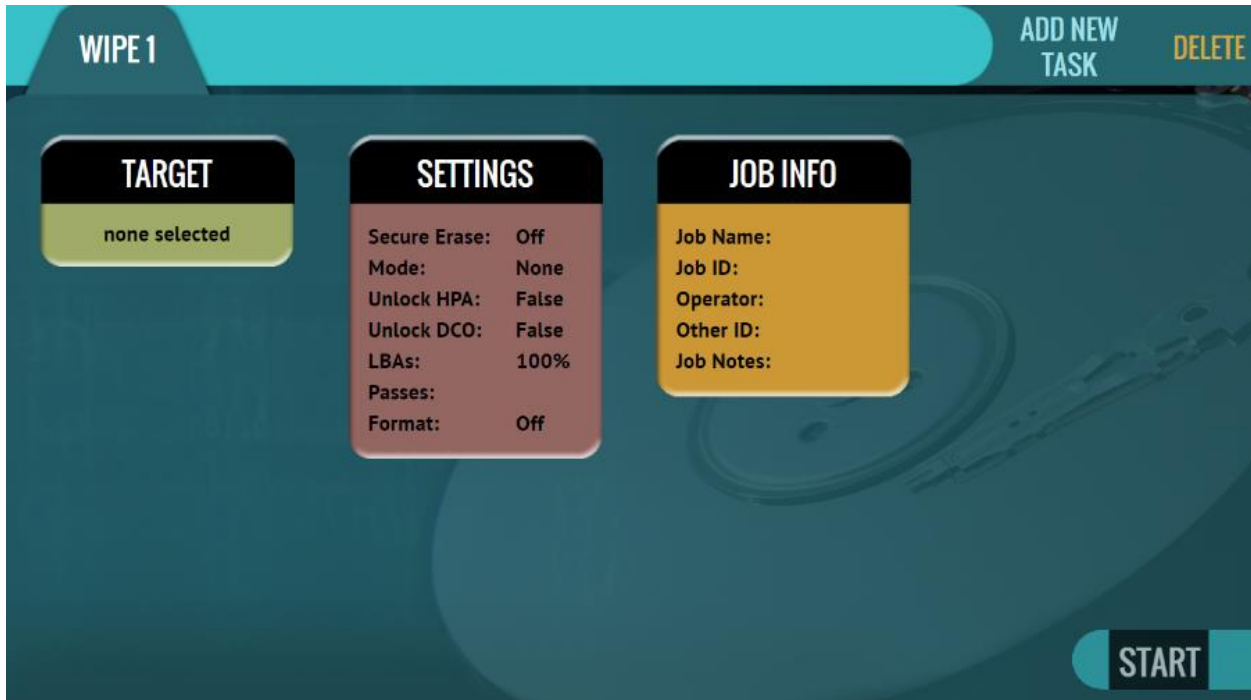 WIPE 1
ADD NEW
TASK
DELETE
TARGET
none selected
SETTINGS
Secure Erase: Off
Mode: None
Unlock HPA: False
Unlock DCO: False
LBAs: 100%
Passes:
Format: Off
JOB INFO
Job Name:
Job ID:
Operator:
Other ID:
Job Notes:
START